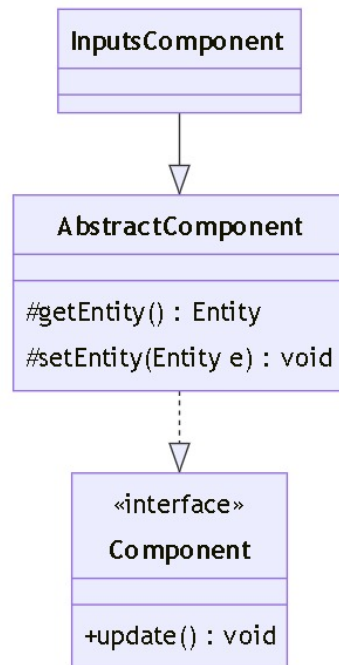 InputsComponent
AbstractComponent
#getEntity() : Entity
#setEntity(Entity e) : void
«interface»
Component
+update() : void